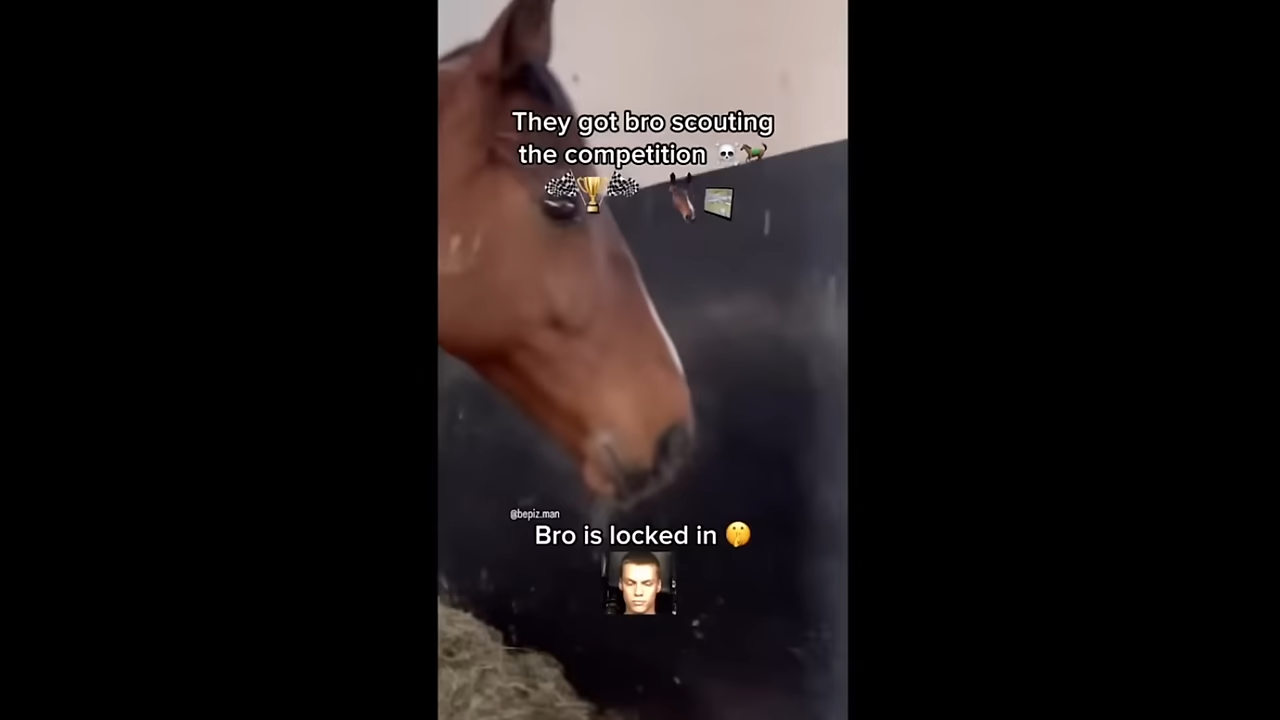 They got bro scouting
the competition ☠️🐎
🏁🏆🏁
@bepiz.man
Bro is locked in 🤫